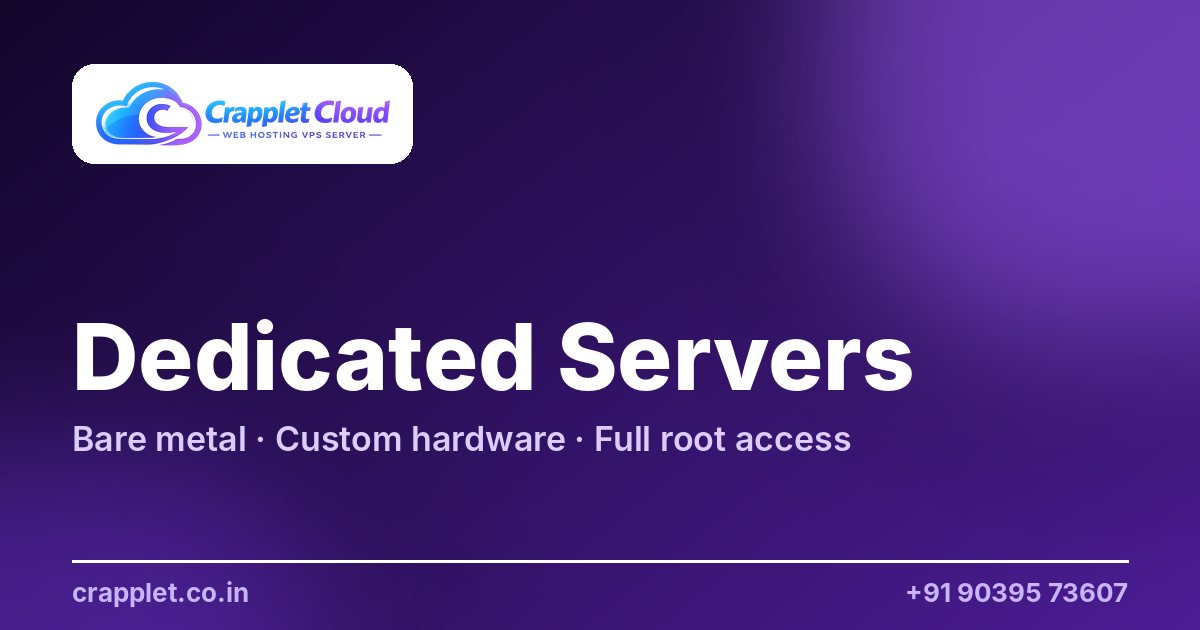 Crapplet Cloud
— WEB HOSTING VPS SERVER —
Dedicated Servers
Bare metal · Custom hardware · Full root access
crapplet.co.in
+91 90395 73607